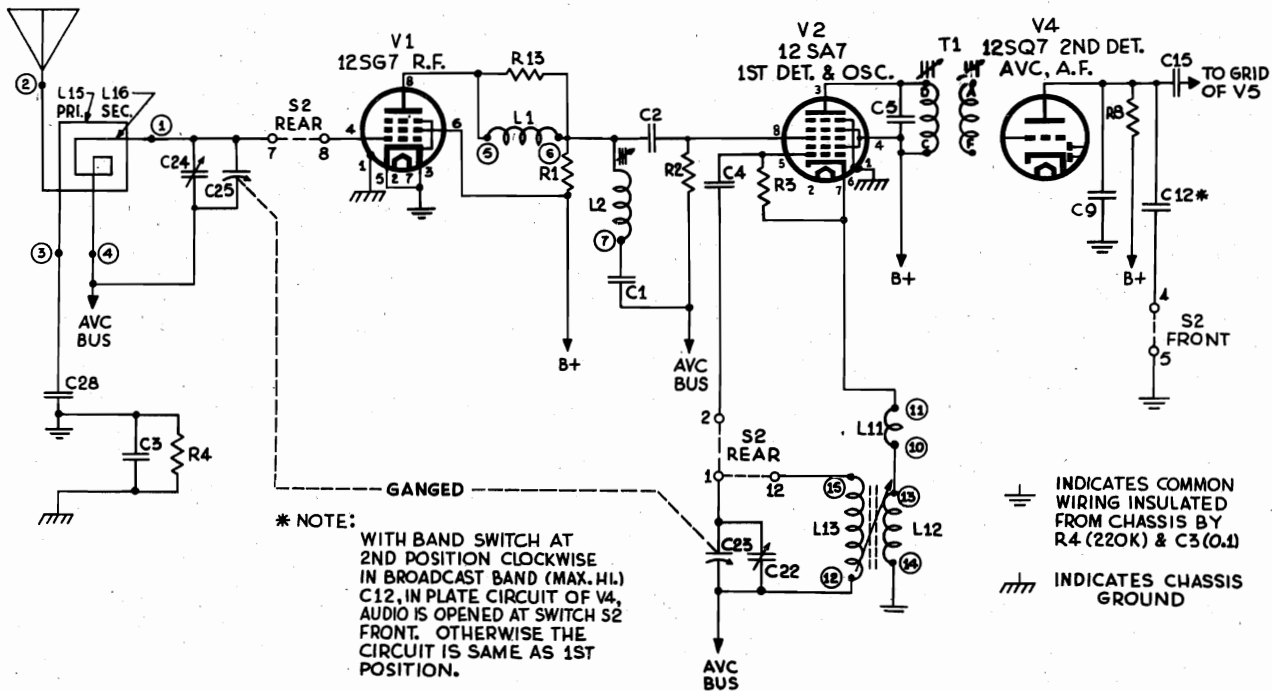 V1
12SG7 R.F.
R13
V2
12SA7
1ST DET. & OSC.
T1
V4
12SQ7 2ND DET.
AVC, A.F.
C15
TO GRID
OF V5
2
L15
PRI.
L16
SEC.
1
S2
REAR
7
8
4
8
6
1
5
2
7
3
5
L1
6
C2
3
8
5
4
2
7
6
1
C5
B
C
A
F
R8
C24
C25
R1
L2
7
C1
R2
C4
R3
C9
C12*
3
4
AVC
BUS
B+
AVC
BUS
B+
B+
4
S2
FRONT
5
C28
C3
R4
2
S2
REAR
1
12
L11
11
10
15
L13
12
13
L12
14
GANGED
C23
C22
AVC
BUS
* NOTE:
WITH BAND SWITCH AT
2ND POSITION CLOCKWISE
IN BROADCAST BAND (MAX. HI.)
C12, IN PLATE CIRCUIT OF V4,
AUDIO IS OPENED AT SWITCH S2
FRONT. OTHERWISE THE
CIRCUIT IS SAME AS 1ST
POSITION.
INDICATES COMMON
WIRING INSULATED
FROM CHASSIS BY
R4 (220K) & C3 (0.1)
INDICATES CHASSIS
GROUND